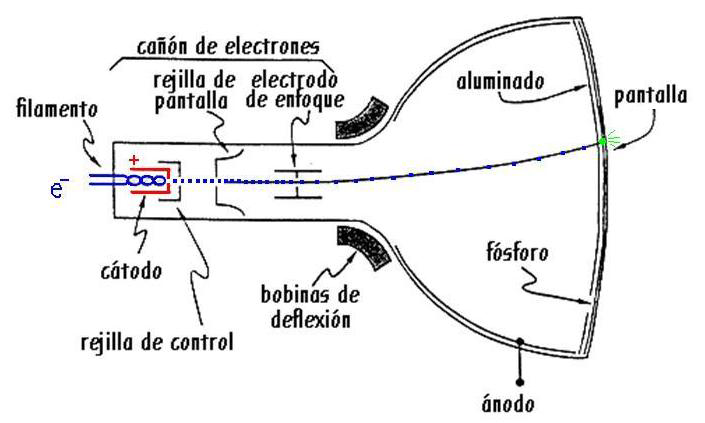 cañón de electrones
rejilla de
pantalla
electrodo
de enfoque
aluminado
pantalla
filamento
+
e⁻
cátodo
bobinas de
deflexión
fósforo
rejilla de control
ánodo